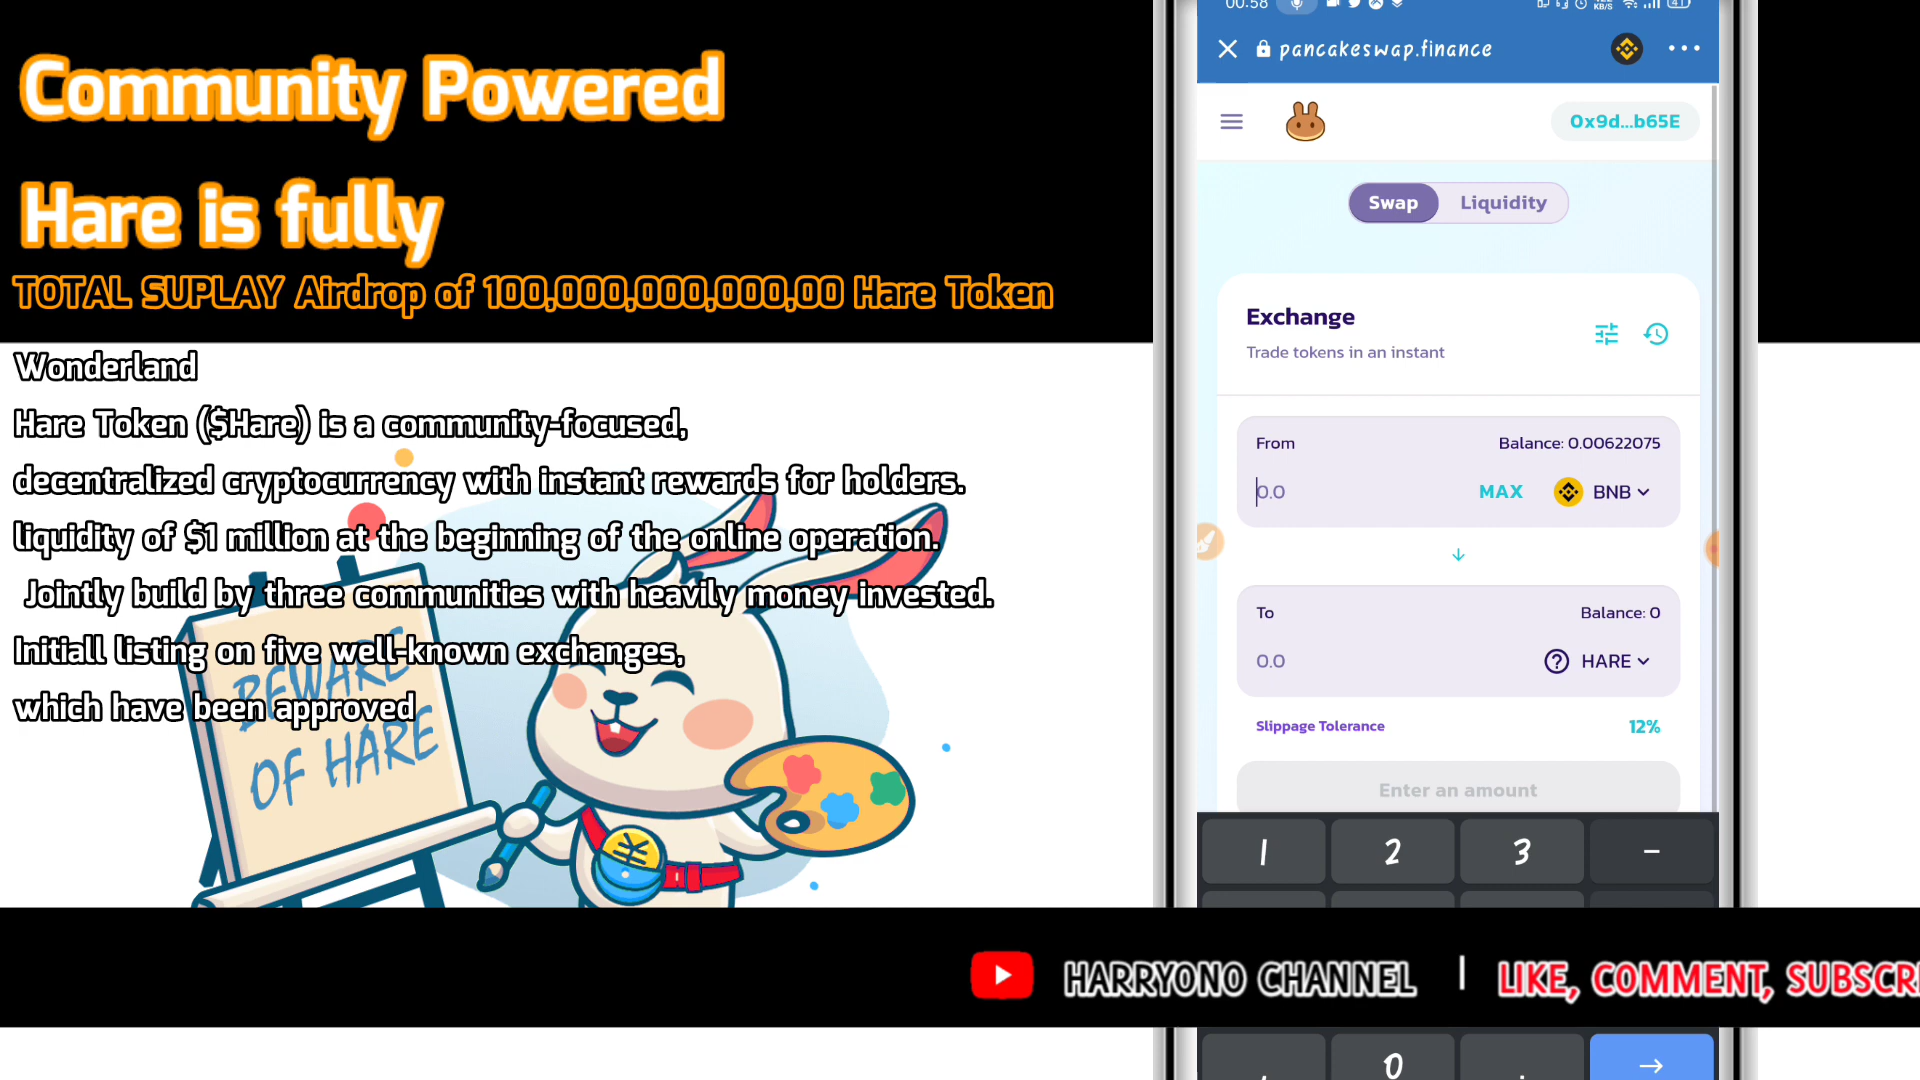 Community Powered
Hare is fully
TOTAL SUPLAY Airdrop of 100,000,000,000,00 Hare Token
Wonderland
Hare Token ($Hare) is a community-focused,
decentralized cryptocurrency with instant rewards for holders.
liquidity of $1 million at the beginning of the online operation.
Jointly build by three communities with heavily money invested.
Initiall listing on five well-known exchanges,
which have been approved
BEWARE
OF HARE
00:58
KB/S
41
pancakeswap.finance
0x9d...b65E
Swap Liquidity
Exchange
Trade tokens in an instant
From Balance: 0.00622075
0.0 MAX BNB
To Balance: 0
0.0 HARE
Slippage Tolerance 12%
Enter an amount
1 2 3 -
, 0 .
HARRYONO CHANNEL | LIKE, COMMENT, SUBSCRI